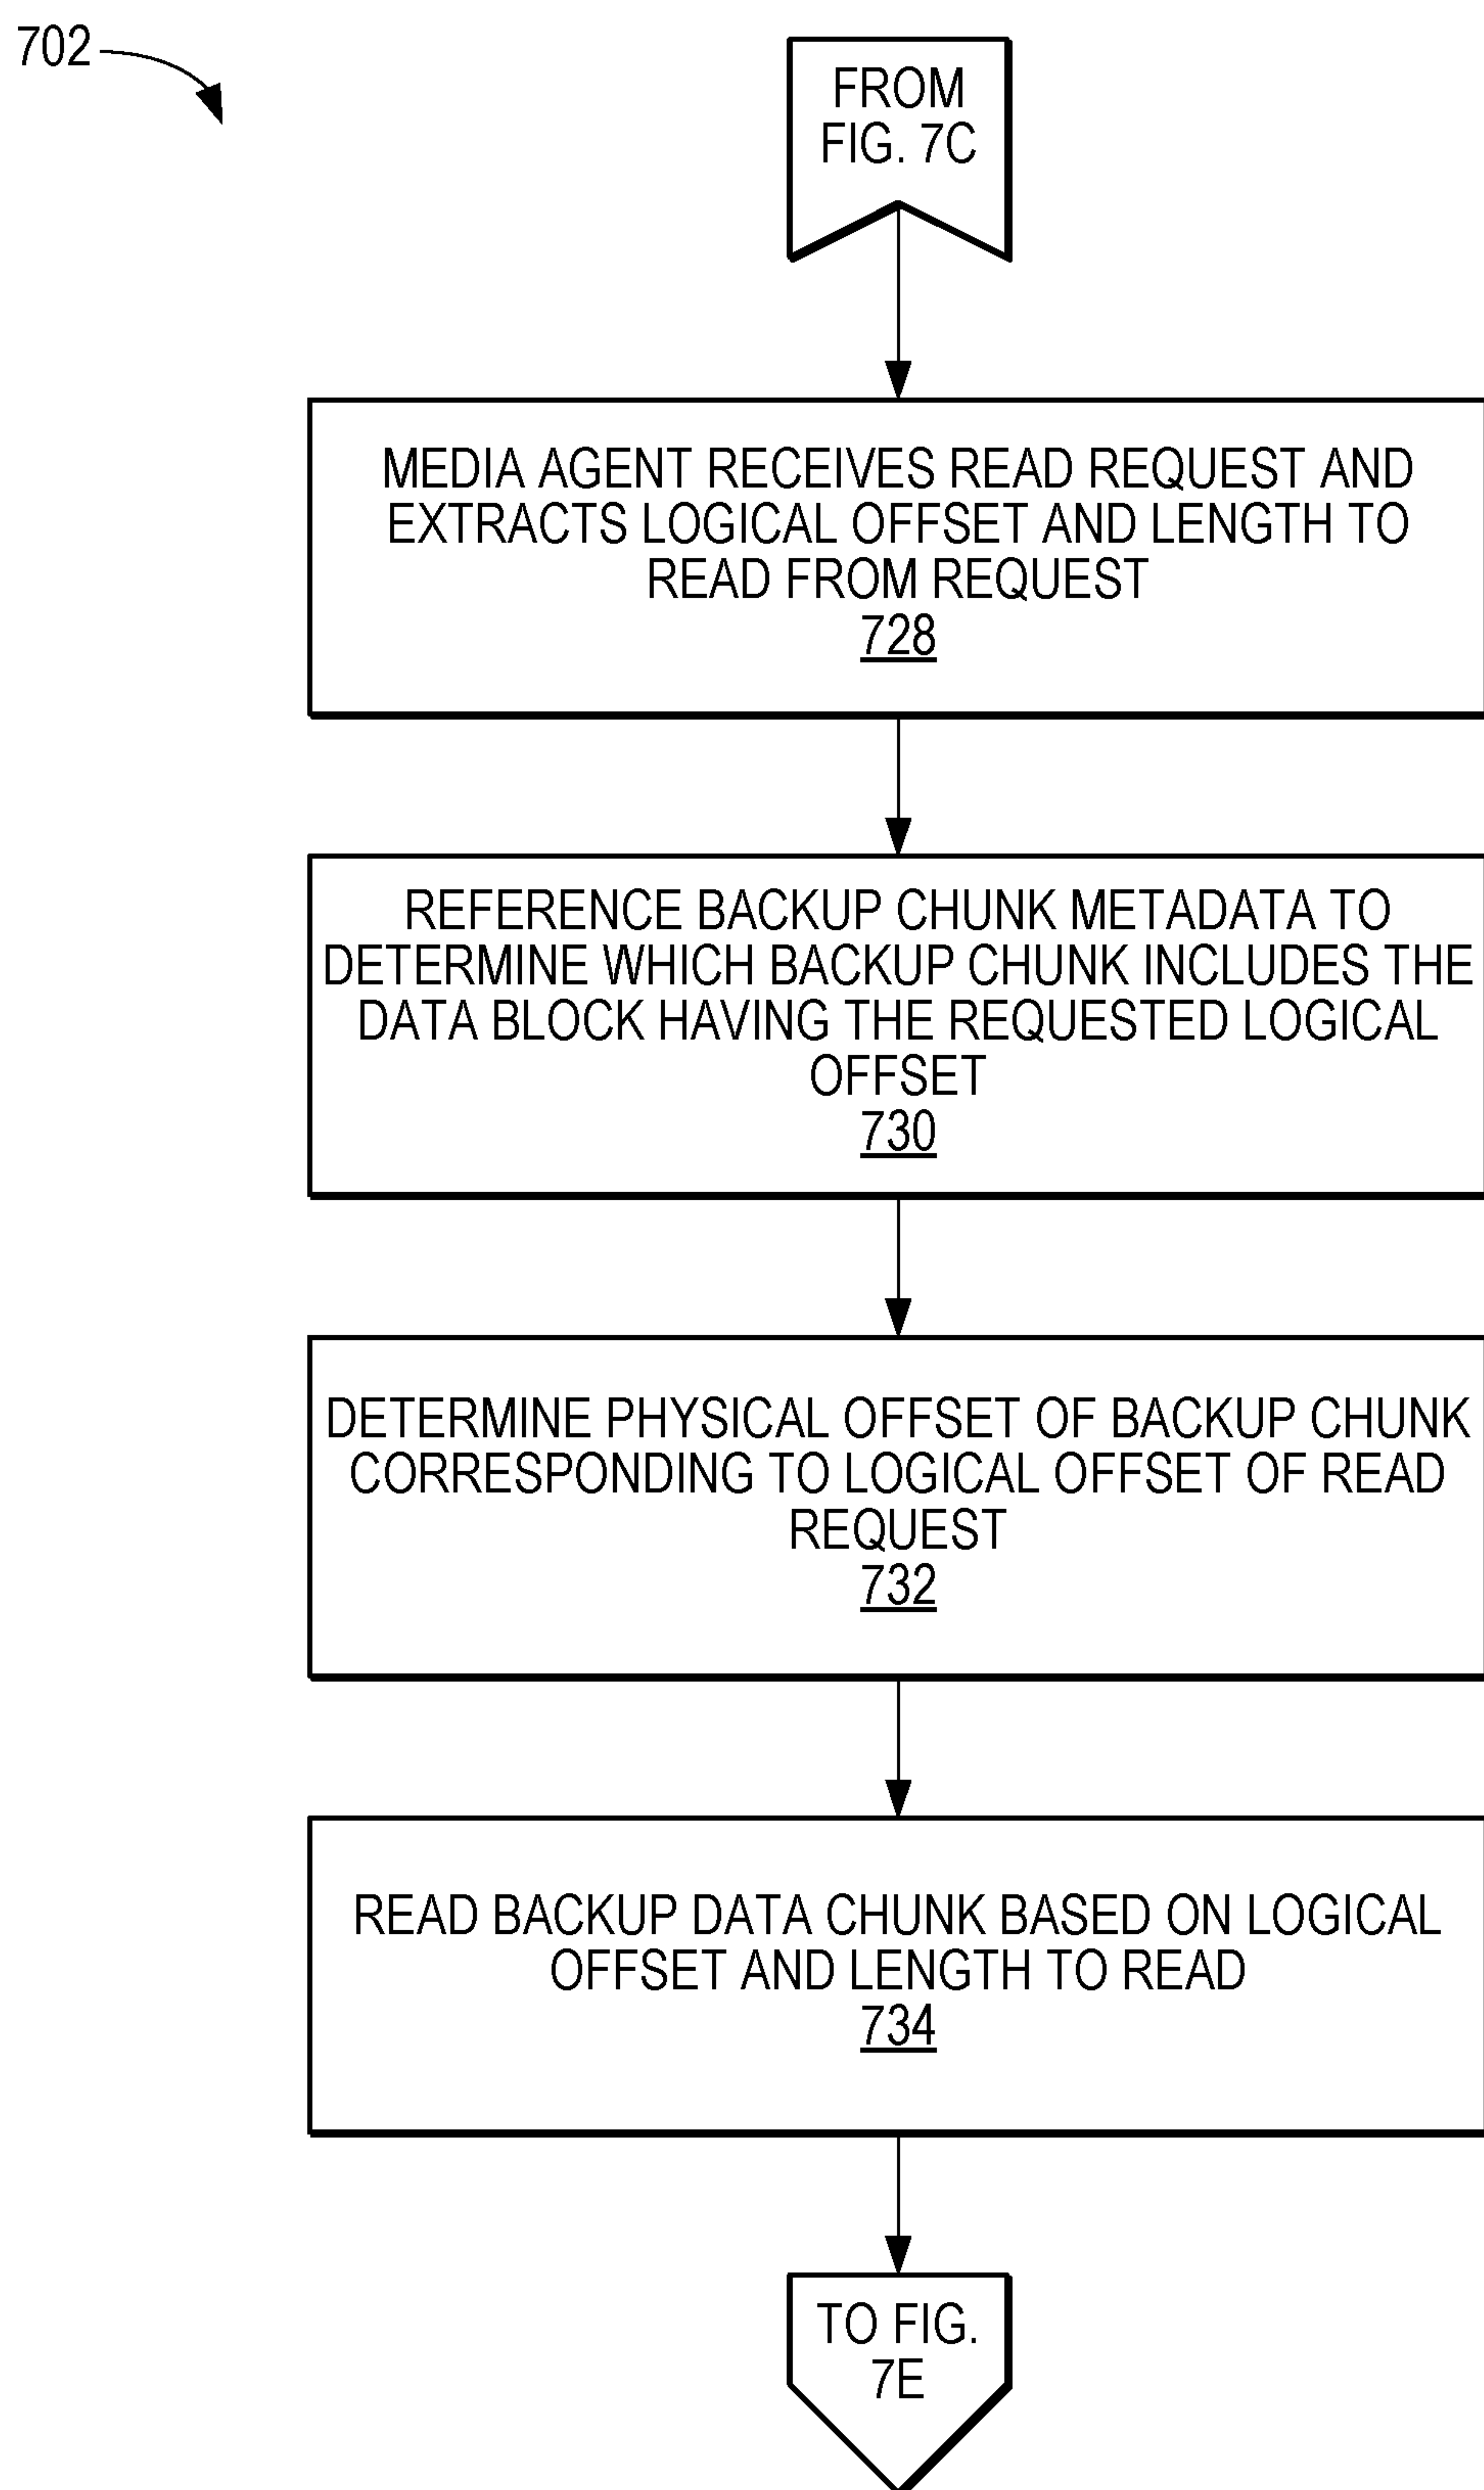 702
FROM
FIG. 7C
MEDIA AGENT RECEIVES READ REQUEST AND
EXTRACTS LOGICAL OFFSET AND LENGTH TO
READ FROM REQUEST
728
REFERENCE BACKUP CHUNK METADATA TO
DETERMINE WHICH BACKUP CHUNK INCLUDES THE
DATA BLOCK HAVING THE REQUESTED LOGICAL
OFFSET
730
DETERMINE PHYSICAL OFFSET OF BACKUP CHUNK
CORRESPONDING TO LOGICAL OFFSET OF READ
REQUEST
732
READ BACKUP DATA CHUNK BASED ON LOGICAL
OFFSET AND LENGTH TO READ
734
TO FIG.
7E